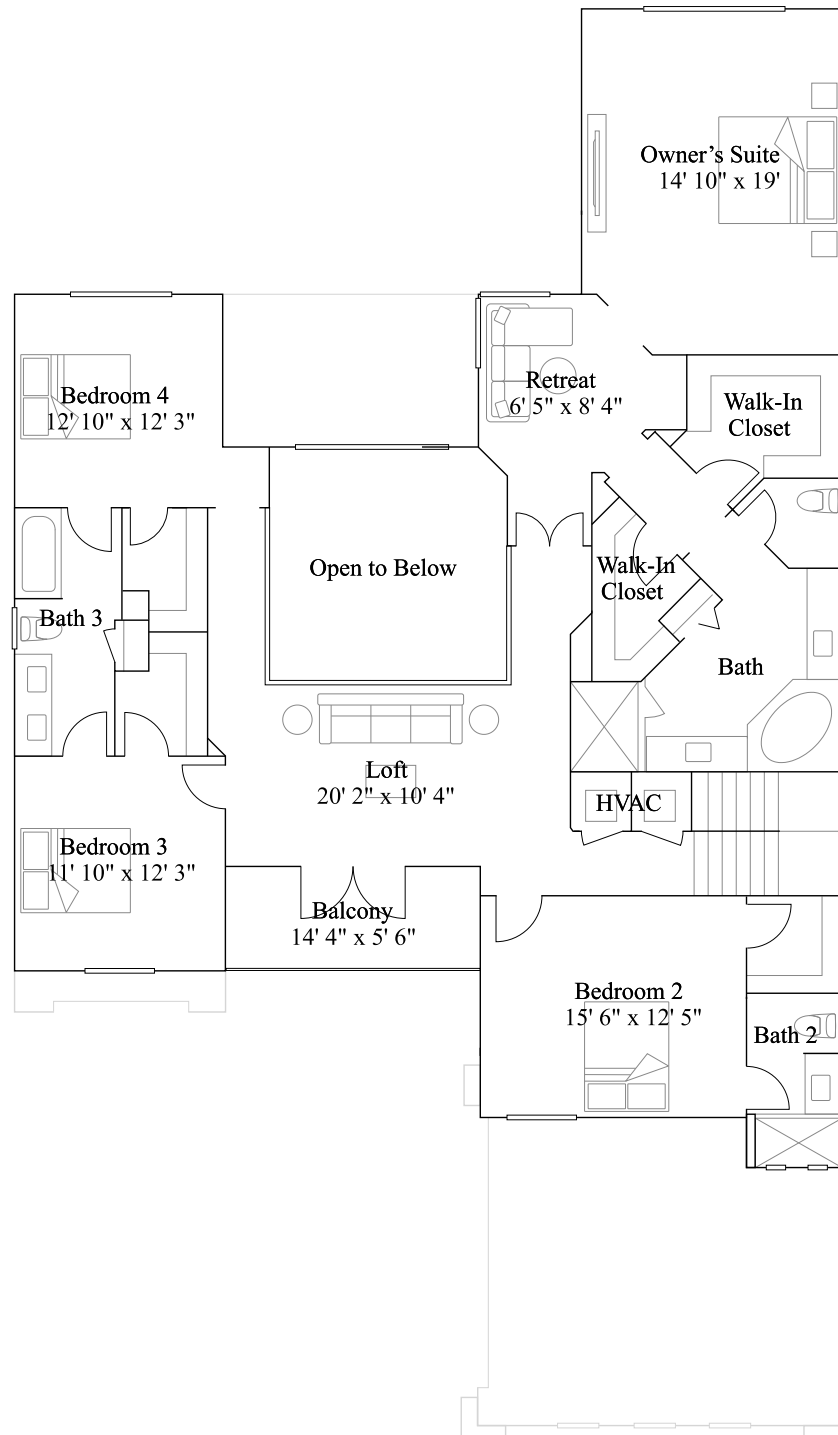 Owner’s Suite
14' 10" x 19'
Bedroom 4
12' 10" x 12' 3"
Retreat
6' 5" x 8' 4"
Walk-In
Closet
Open to Below
Walk-In
Closet
Bath 3
Bath
Loft
20' 2" x 10' 4"
HVAC
Bedroom 3
11' 10" x 12' 3"
Balcony
14' 4" x 5' 6"
Bedroom 2
15' 6" x 12' 5"
Bath 2